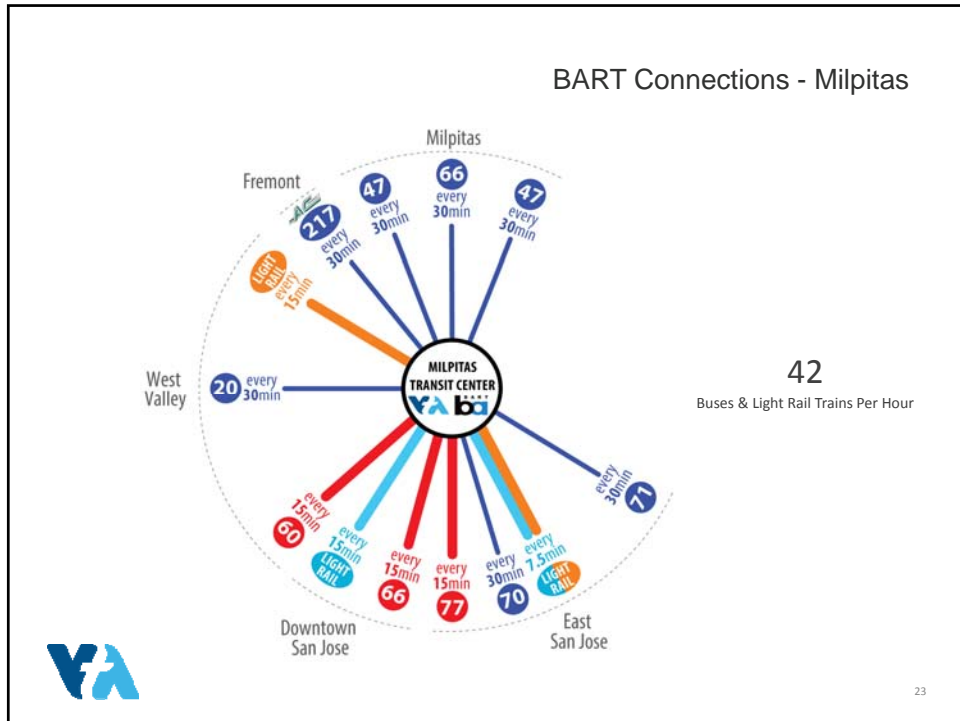 BART Connections - Milpitas
Milpitas
Fremont
AC
217
every
30min
47
every
30min
66
every
30min
47
every
30min
LIGHT
RAIL
every
15min
West
Valley
20 every
30min
MILPITAS
TRANSIT CENTER
VTA
BART
ba
42
Buses & Light Rail Trains Per Hour
every
30min
71
every
15min
60
every
15min
LIGHT
RAIL
every
15min
66
every
15min
77
every
30min
70
every
7.5min
LIGHT
RAIL
Downtown
San Jose
East
San Jose
VTA
23